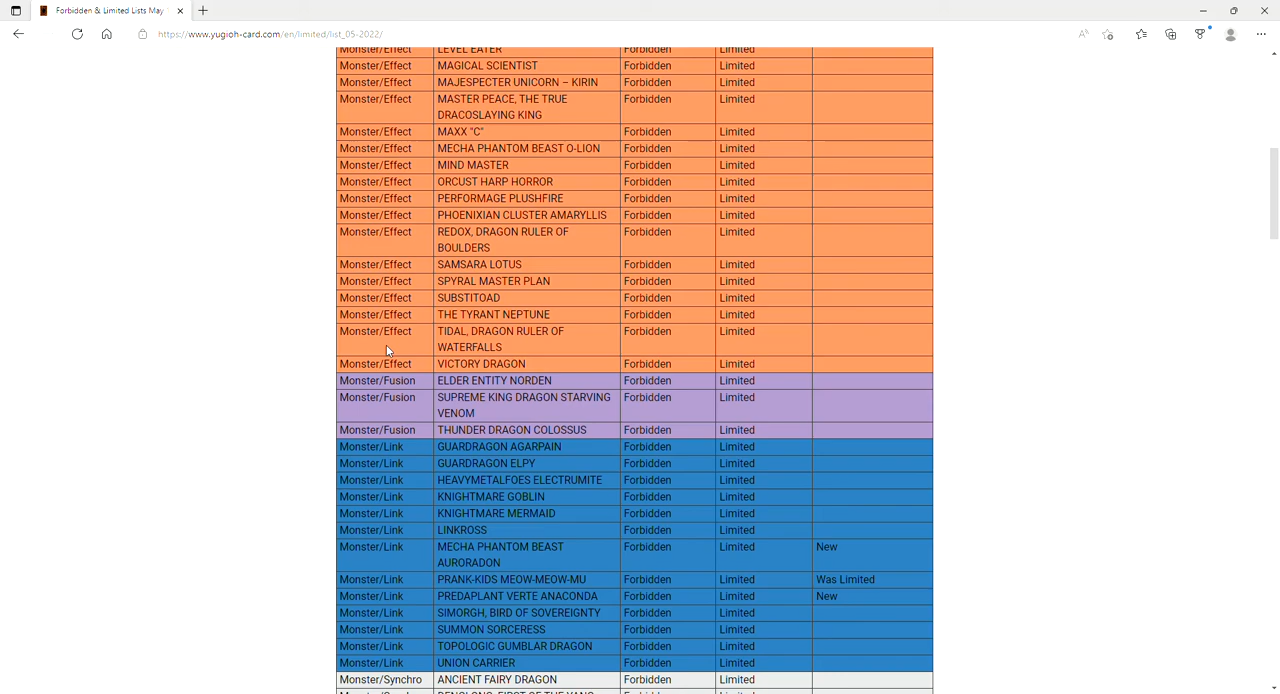 Forbidden & Limited Lists May
https://www.yugioh-card.com/en/limited/list_05-2022/
Monster/Effect LEVEL EATER Forbidden Limited
Monster/Effect MAGICAL SCIENTIST Forbidden Limited
Monster/Effect MAJESPECTER UNICORN – KIRIN Forbidden Limited
Monster/Effect MASTER PEACE, THE TRUE Forbidden Limited
DRACOSLAYING KING
Monster/Effect MAXX "C" Forbidden Limited
Monster/Effect MECHA PHANTOM BEAST O-LION Forbidden Limited
Monster/Effect MIND MASTER Forbidden Limited
Monster/Effect ORCUST HARP HORROR Forbidden Limited
Monster/Effect PERFORMAGE PLUSHFIRE Forbidden Limited
Monster/Effect PHOENIXIAN CLUSTER AMARYLLIS Forbidden Limited
Monster/Effect REDOX, DRAGON RULER OF Forbidden Limited
BOULDERS
Monster/Effect SAMSARA LOTUS Forbidden Limited
Monster/Effect SPYRAL MASTER PLAN Forbidden Limited
Monster/Effect SUBSTITOAD Forbidden Limited
Monster/Effect THE TYRANT NEPTUNE Forbidden Limited
Monster/Effect TIDAL, DRAGON RULER OF Forbidden Limited
WATERFALLS
Monster/Effect VICTORY DRAGON Forbidden Limited
Monster/Fusion ELDER ENTITY NORDEN Forbidden Limited
Monster/Fusion SUPREME KING DRAGON STARVING Forbidden Limited
VENOM
Monster/Fusion THUNDER DRAGON COLOSSUS Forbidden Limited
Monster/Link GUARDRAGON AGARPAIN Forbidden Limited
Monster/Link GUARDRAGON ELPY Forbidden Limited
Monster/Link HEAVYMETALFOES ELECTRUMITE Forbidden Limited
Monster/Link KNIGHTMARE GOBLIN Forbidden Limited
Monster/Link KNIGHTMARE MERMAID Forbidden Limited
Monster/Link LINKROSS Forbidden Limited
Monster/Link MECHA PHANTOM BEAST Forbidden Limited New
AURORADON
Monster/Link PRANK-KIDS MEOW-MEOW-MU Forbidden Limited Was Limited
Monster/Link PREDAPLANT VERTE ANACONDA Forbidden Limited New
Monster/Link SIMORGH, BIRD OF SOVEREIGNTY Forbidden Limited
Monster/Link SUMMON SORCERESS Forbidden Limited
Monster/Link TOPOLOGIC GUMBLAR DRAGON Forbidden Limited
Monster/Link UNION CARRIER Forbidden Limited
Monster/Synchro ANCIENT FAIRY DRAGON Forbidden Limited